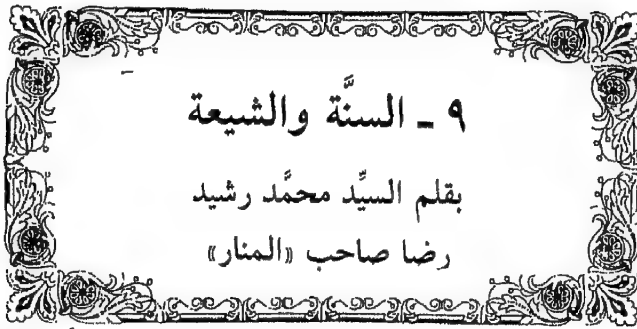 ٩ ـ السنَّة والشيعة
بقلم السيِّد محمَّد رشيد
رضا صاحب «المنار»